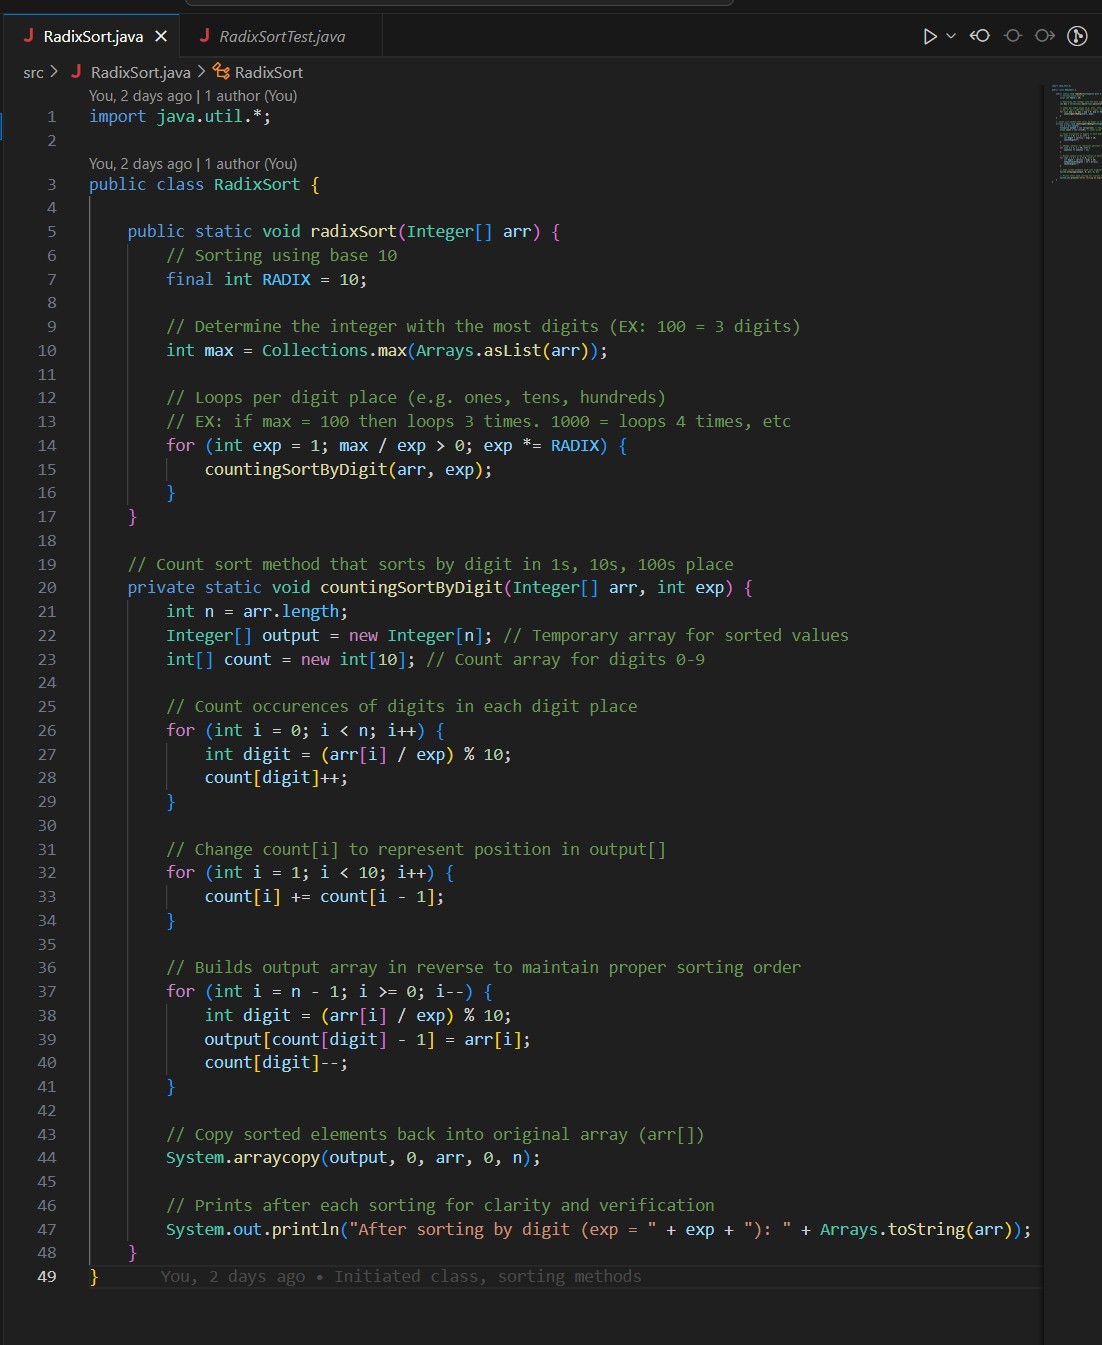 RadixSort.java
RadixSortTest.java
src > RadixSort.java > RadixSort
You, 2 days ago | 1 author (You)
1 import java.util.*;
2
You, 2 days ago | 1 author (You)
3 public class RadixSort {
4
5     public static void radixSort(Integer[] arr) {
6         // Sorting using base 10
7         final int RADIX = 10;
8
9         // Determine the integer with the most digits (EX: 100 = 3 digits)
10         int max = Collections.max(Arrays.asList(arr));
11
12         // Loops per digit place (e.g. ones, tens, hundreds)
13         // EX: if max = 100 then loops 3 times. 1000 = loops 4 times, etc
14         for (int exp = 1; max / exp > 0; exp *= RADIX) {
15             countingSortByDigit(arr, exp);
16         }
17     }
18
19     // Count sort method that sorts by digit in 1s, 10s, 100s place
20     private static void countingSortByDigit(Integer[] arr, int exp) {
21         int n = arr.length;
22         Integer[] output = new Integer[n]; // Temporary array for sorted values
23         int[] count = new int[10]; // Count array for digits 0-9
24
25         // Count occurences of digits in each digit place
26         for (int i = 0; i < n; i++) {
27             int digit = (arr[i] / exp) % 10;
28             count[digit]++;
29         }
30
31         // Change count[i] to represent position in output[]
32         for (int i = 1; i < 10; i++) {
33             count[i] += count[i - 1];
34         }
35
36         // Builds output array in reverse to maintain proper sorting order
37         for (int i = n - 1; i >= 0; i--) {
38             int digit = (arr[i] / exp) % 10;
39             output[count[digit] - 1] = arr[i];
40             count[digit]--;
41         }
42
43         // Copy sorted elements back into original array (arr[])
44         System.arraycopy(output, 0, arr, 0, n);
45
46         // Prints after each sorting for clarity and verification
47         System.out.println("After sorting by digit (exp = " + exp + "): " + Arrays.toString(arr));
48     }
49 }     You, 2 days ago • Initiated class, sorting methods